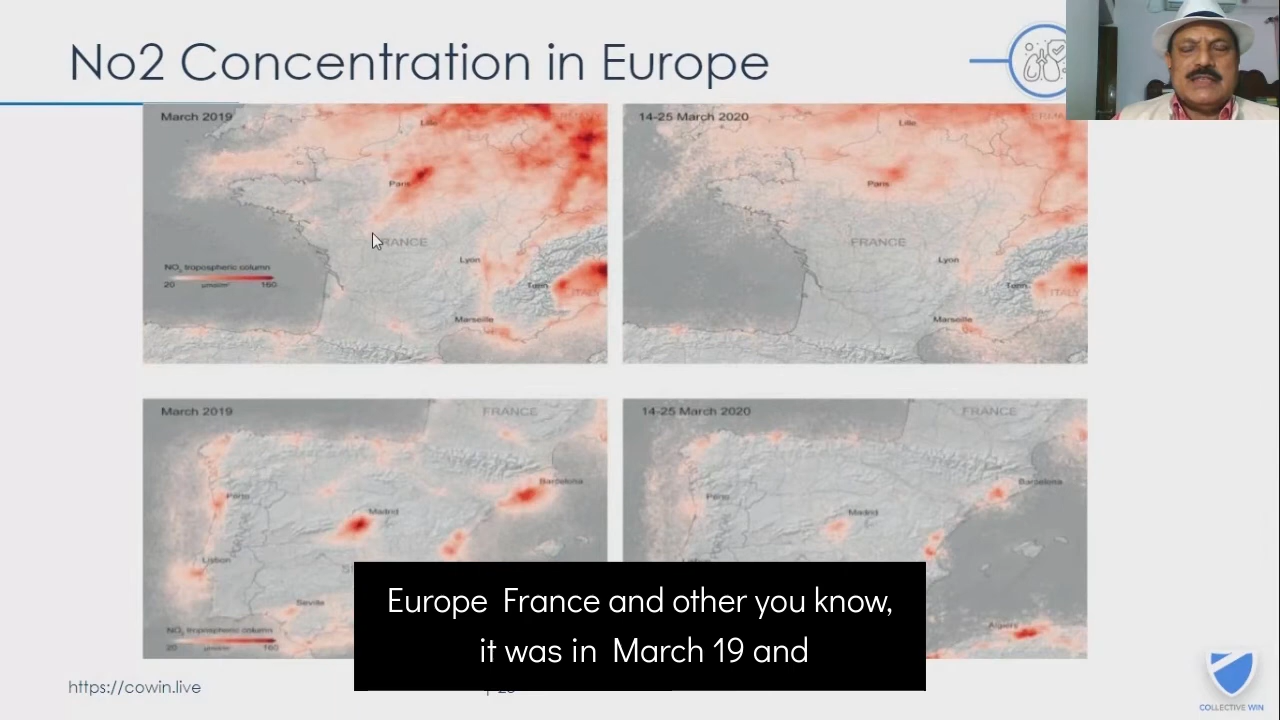 No2 Concentration in Europe
March 2019
Lille
Paris
FRANCE
Lyon
Turin
ITALY
Marseille
NO2 tropospheric column
20 160
14-25 March 2020
Lille
Paris
FRANCE
Lyon
Turin
ITALY
Marseille
March 2019
FRANCE
Porto
Madrid
Barcelona
Lisbon
Seville
NO2 tropospheric column
20 160
14-25 March 2020
FRANCE
Porto
Madrid
Barcelona
Algiers
Europe France and other you know,
it was in March 19 and
https://cowin.live
COLLECTIVE WIN